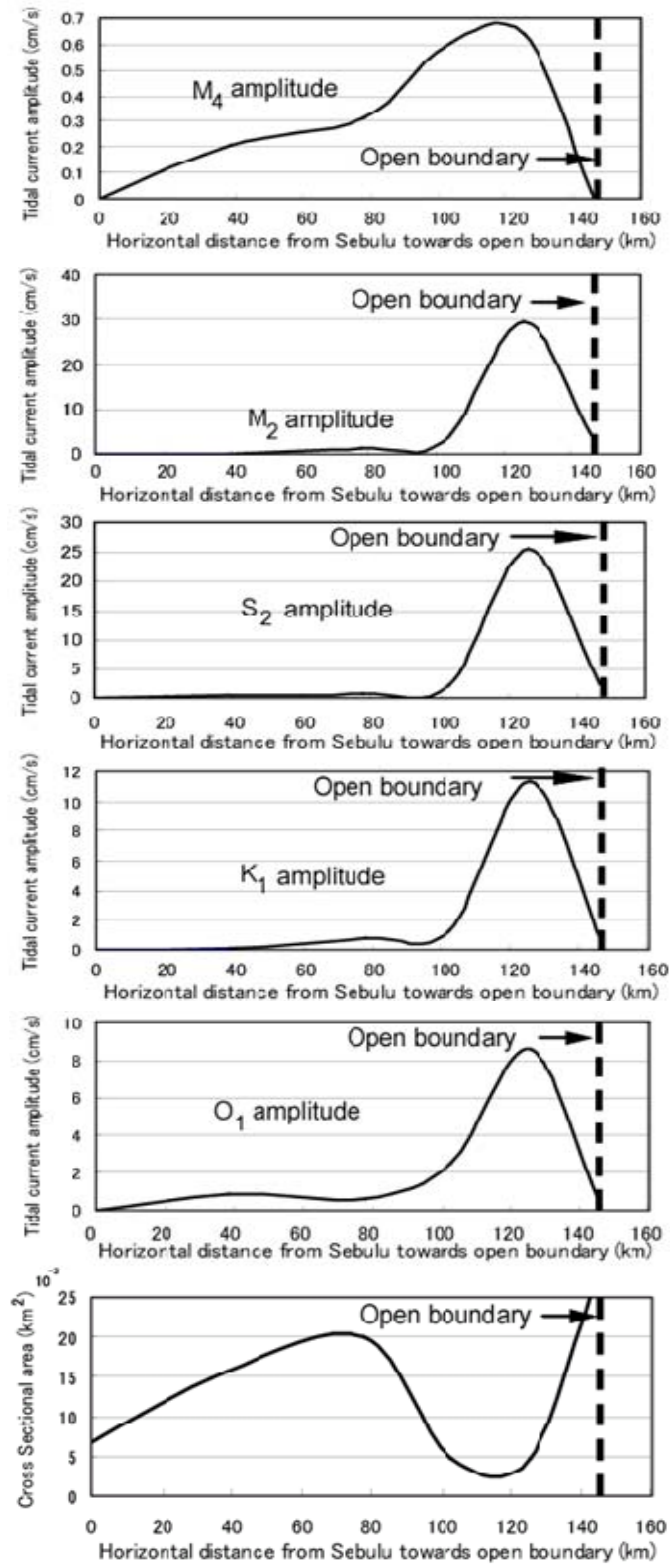 Tidal current amplitude (cm/s)
0.7
0.6
0.5
0.4
0.3
0.2
0.1
0
M4 amplitude
Open boundary
0 20 40 60 80 100 120 140 160
Horizontal distance from Sebulu towards open boundary (km)
Tidal current amplitude (cm/s)
40
30
20
10
0
Open boundary
M2 amplitude
0 20 40 60 80 100 120 140 160
Horizontal distance from Sebulu towards open boundary (km)
Tidal current amplitude (cm/s)
30
25
20
15
10
5
0
Open boundary
S2 amplitude
0 20 40 60 80 100 120 140 160
Horizontal distance from Sebulu towards open boundary (km)
Tidal current amplitude (cm/s)
12
10
8
6
4
2
0
Open boundary
K1 amplitude
0 20 40 60 80 100 120 140 160
Horizontal distance from Sebulu towards open boundary (km)
Tidal current amplitude (cm/s)
10
8
6
4
2
0
Open boundary
O1 amplitude
0 20 40 60 80 100 120 140 160
Horizontal distance from Sebulu towards open boundary (km)
Cross Sectional area (km2)
25
20
15
10
5
0
Open boundary
0 20 40 60 80 100 120 140 160
Horizontal distance from Sebulu towards open boundary (km)